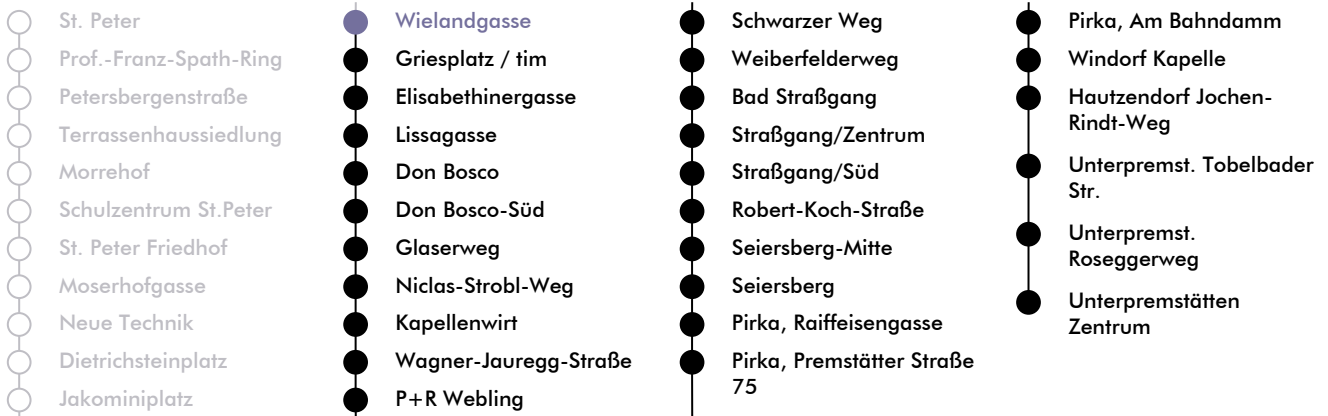 St. Peter
Prof.-Franz-Spath-Ring
Petersbergenstraße
Terrassenhaussiedlung
Morrehof
Schulzentrum St.Peter
St. Peter Friedhof
Moserhofgasse
Neue Technik
Dietrichsteinplatz
Jakominiplatz
Wielandgasse
Griesplatz / tim
Elisabethinergasse
Lissagasse
Don Bosco
Don Bosco-Süd
Glaserweg
Niclas-Strobl-Weg
Kapellenwirt
Wagner-Jauregg-Straße
P+R Webling
Schwarzer Weg
Weiberfelderweg
Bad Straßgang
Straßgang/Zentrum
Straßgang/Süd
Robert-Koch-Straße
Seiersberg-Mitte
Seiersberg
Pirka, Raiffeisengasse
Pirka, Premstätter Straße
75
Pirka, Am Bahndamm
Windorf Kapelle
Hautzendorf Jochen-
Rindt-Weg
Unterpremst. Tobelbader
Str.
Unterpremst.
Roseggerweg
Unterpremstätten
Zentrum